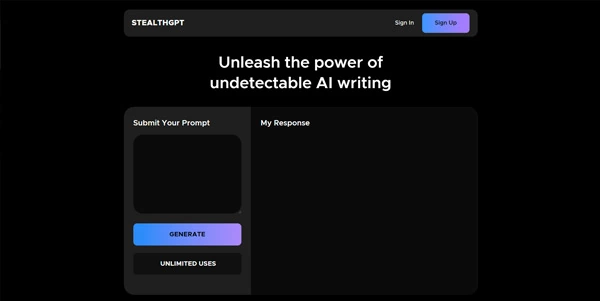 STEALTHGPT
Sign In
Sign Up
Unleash the power of
undetectable AI writing
Submit Your Prompt
My Response
GENERATE
UNLIMITED USES